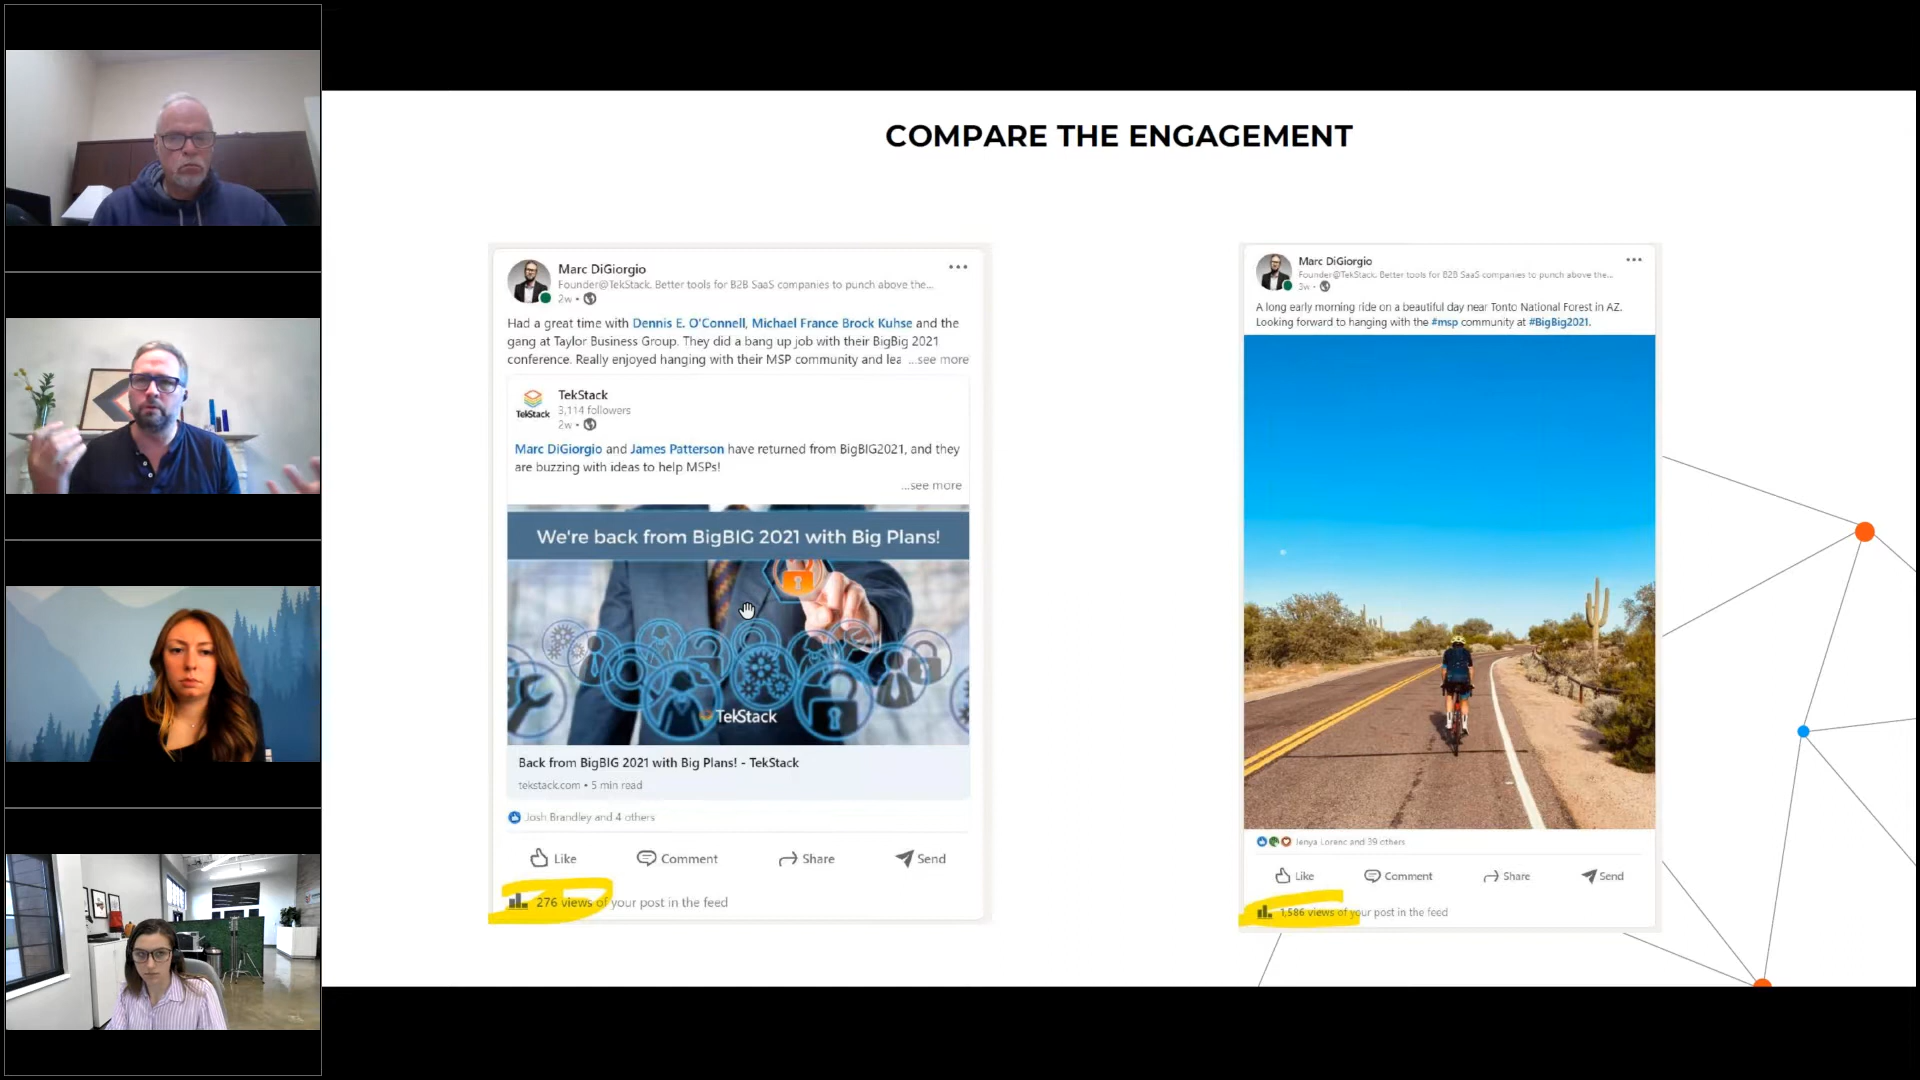 COMPARE THE ENGAGEMENT
Marc DiGiorgio
Founder@TekStack. Better tools for B2B SaaS companies to punch above the...
2w •
Had a great time with Dennis E. O'Connell, Michael France Brock Kuhse and the
gang at Taylor Business Group. They did a bang up job with their BigBig 2021
conference. Really enjoyed hanging with their MSP community and lea ...see more
TekStack
TekStack
3,114 followers
2w •
Marc DiGiorgio and James Patterson have returned from BigBIG2021, and they
are buzzing with ideas to help MSPs!
...see more
We're back from BigBIG 2021 with Big Plans!
TekStack
Back from BigBIG 2021 with Big Plans! - TekStack
tekstack.com • 5 min read
Josh Brandley and 4 others
Like Comment Share Send
276 views of your post in the feed
Marc DiGiorgio
Founder@TekStack. Better tools for B2B SaaS companies to punch above the...
3w •
A long early morning ride on a beautiful day near Tonto National Forest in AZ.
Looking forward to hanging with the #msp community at #BigBig2021.
Jenya Lorenc and 39 others
Like Comment Share Send
1,586 views of your post in the feed